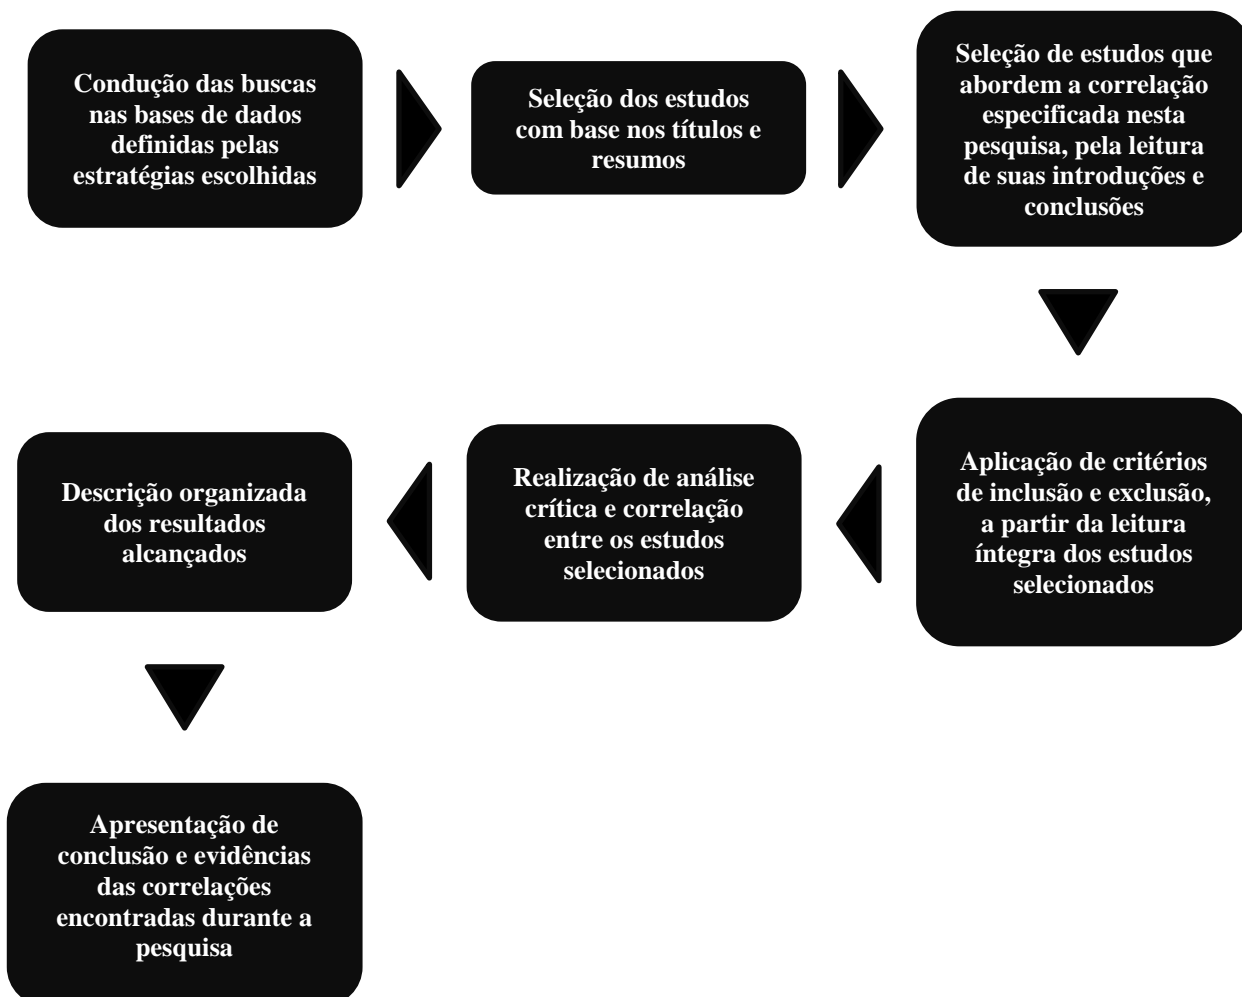 Condução das buscas
nas bases de dados
definidas pelas
estratégias escolhidas
Seleção dos estudos
com base nos títulos e
resumos
Seleção de estudos que
abordem a correlação
especificada nesta
pesquisa, pela leitura
de suas introduções e
conclusões
Aplicação de critérios
de inclusão e exclusão,
a partir da leitura
íntegra dos estudos
selecionados
Realização de análise
crítica e correlação
entre os estudos
selecionados
Descrição organizada
dos resultados
alcançados
Apresentação de
conclusão e evidências
das correlações
encontradas durante a
pesquisa